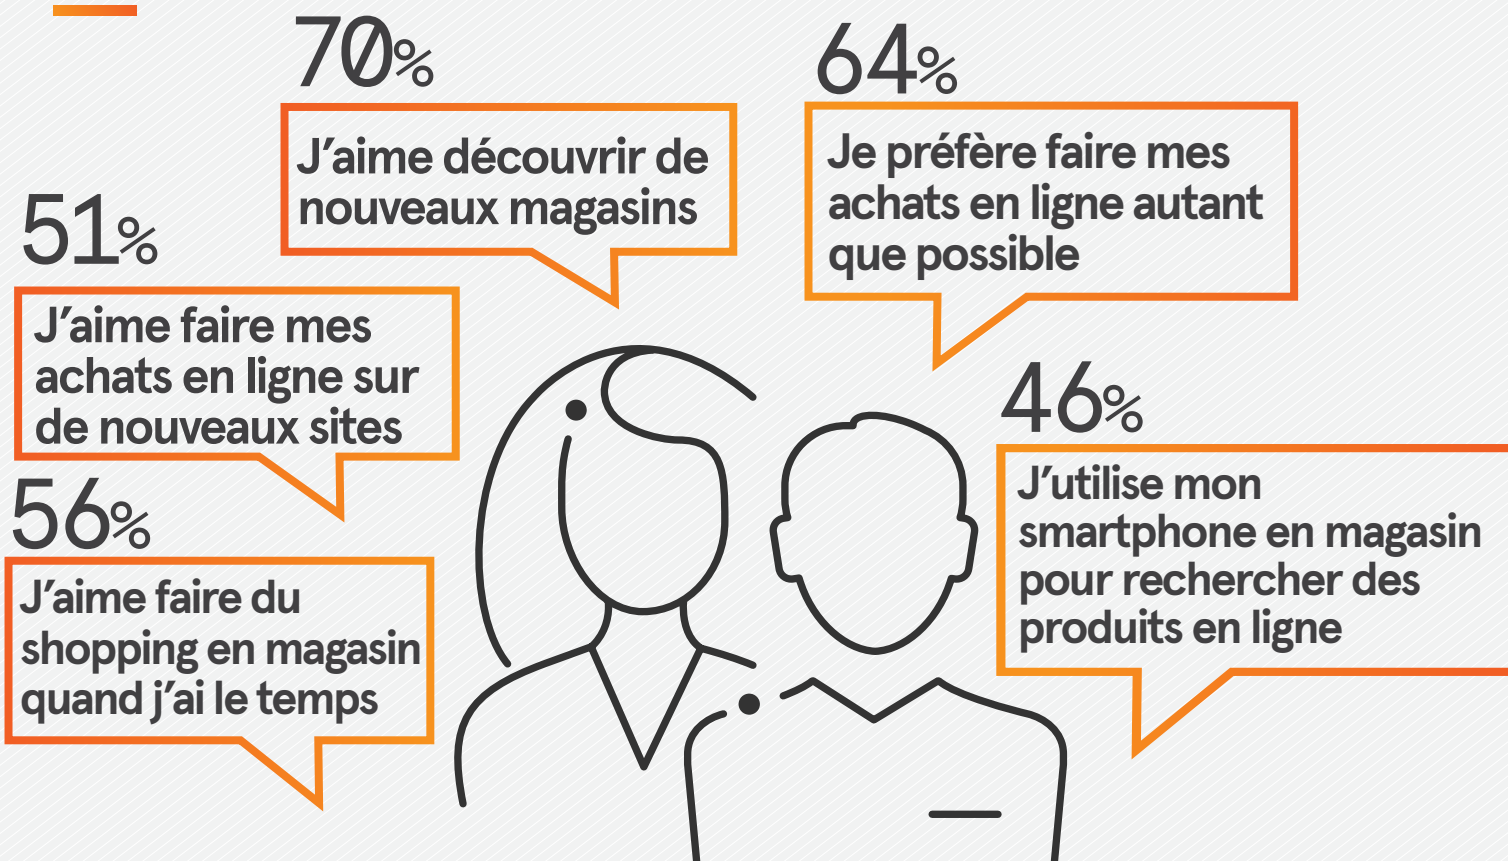 70%
J’aime découvrir de
nouveaux magasins
64%
Je préfère faire mes
achats en ligne autant
que possible
51%
J’aime faire mes
achats en ligne sur
de nouveaux sites
46%
J’utilise mon
smartphone en magasin
pour rechercher des
produits en ligne
56%
J’aime faire du
shopping en magasin
quand j’ai le temps